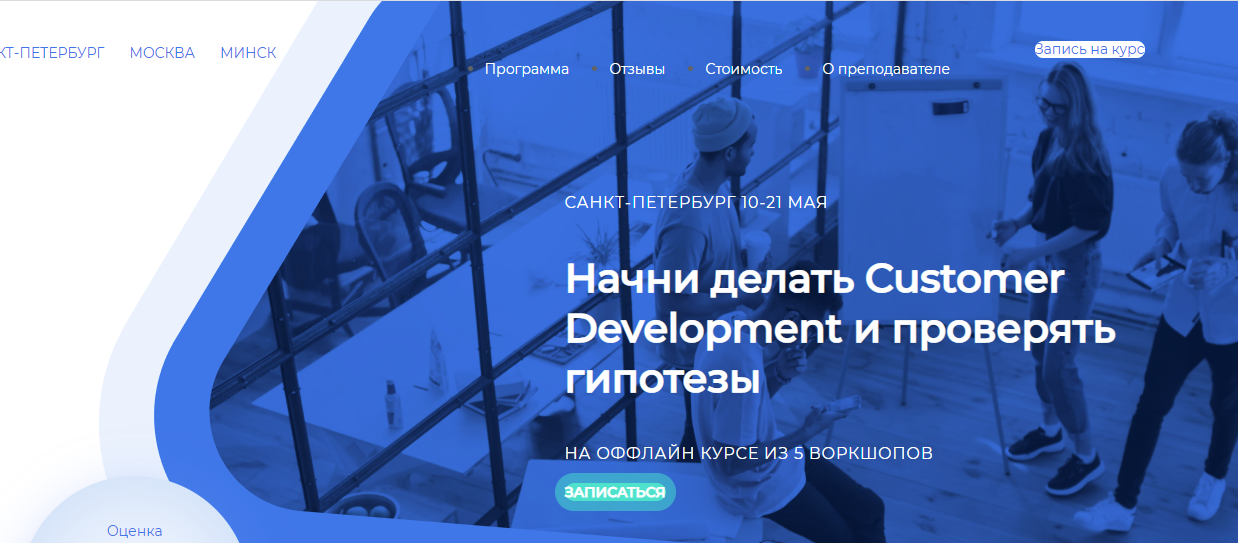 КТ-ПЕТЕРБУРГ МОСКВА МИНСК
Запись на курс
Программа Отзывы Стоимость О преподавателе
САНКТ-ПЕТЕРБУРГ 10-21 МАЯ
Начни делать Customer
Development и проверять
гипотезы
НА ОФФЛАЙН КУРСЕ ИЗ 5 ВОРКШОПОВ
ЗАПИСАТЬСЯ
Оценка